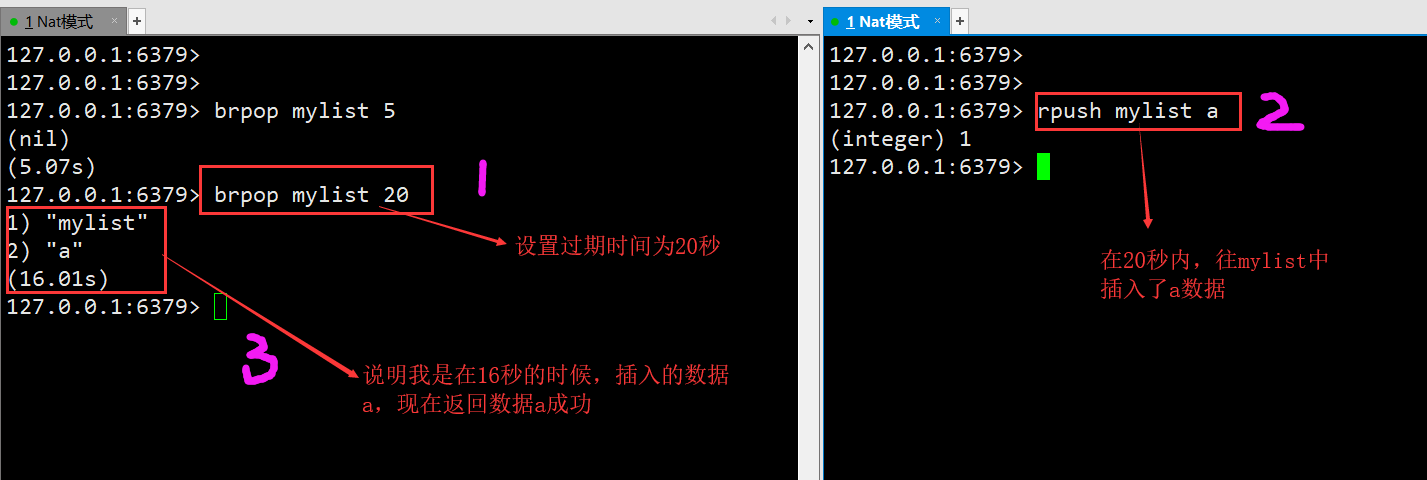 1 Nat模式
127.0.0.1:6379>
127.0.0.1:6379>
127.0.0.1:6379> brpop mylist 5
(nil)
(5.07s)
127.0.0.1:6379> brpop mylist 20
1
1) "mylist"
2) "a"
(16.01s)
127.0.0.1:6379>
设置过期时间为20秒
3
说明我是在16秒的时候，插入的数据
a，现在返回数据a成功
1 Nat模式
127.0.0.1:6379>
127.0.0.1:6379>
127.0.0.1:6379> rpush mylist a
2
(integer) 1
127.0.0.1:6379>
在20秒内，往mylist中
插入了a数据